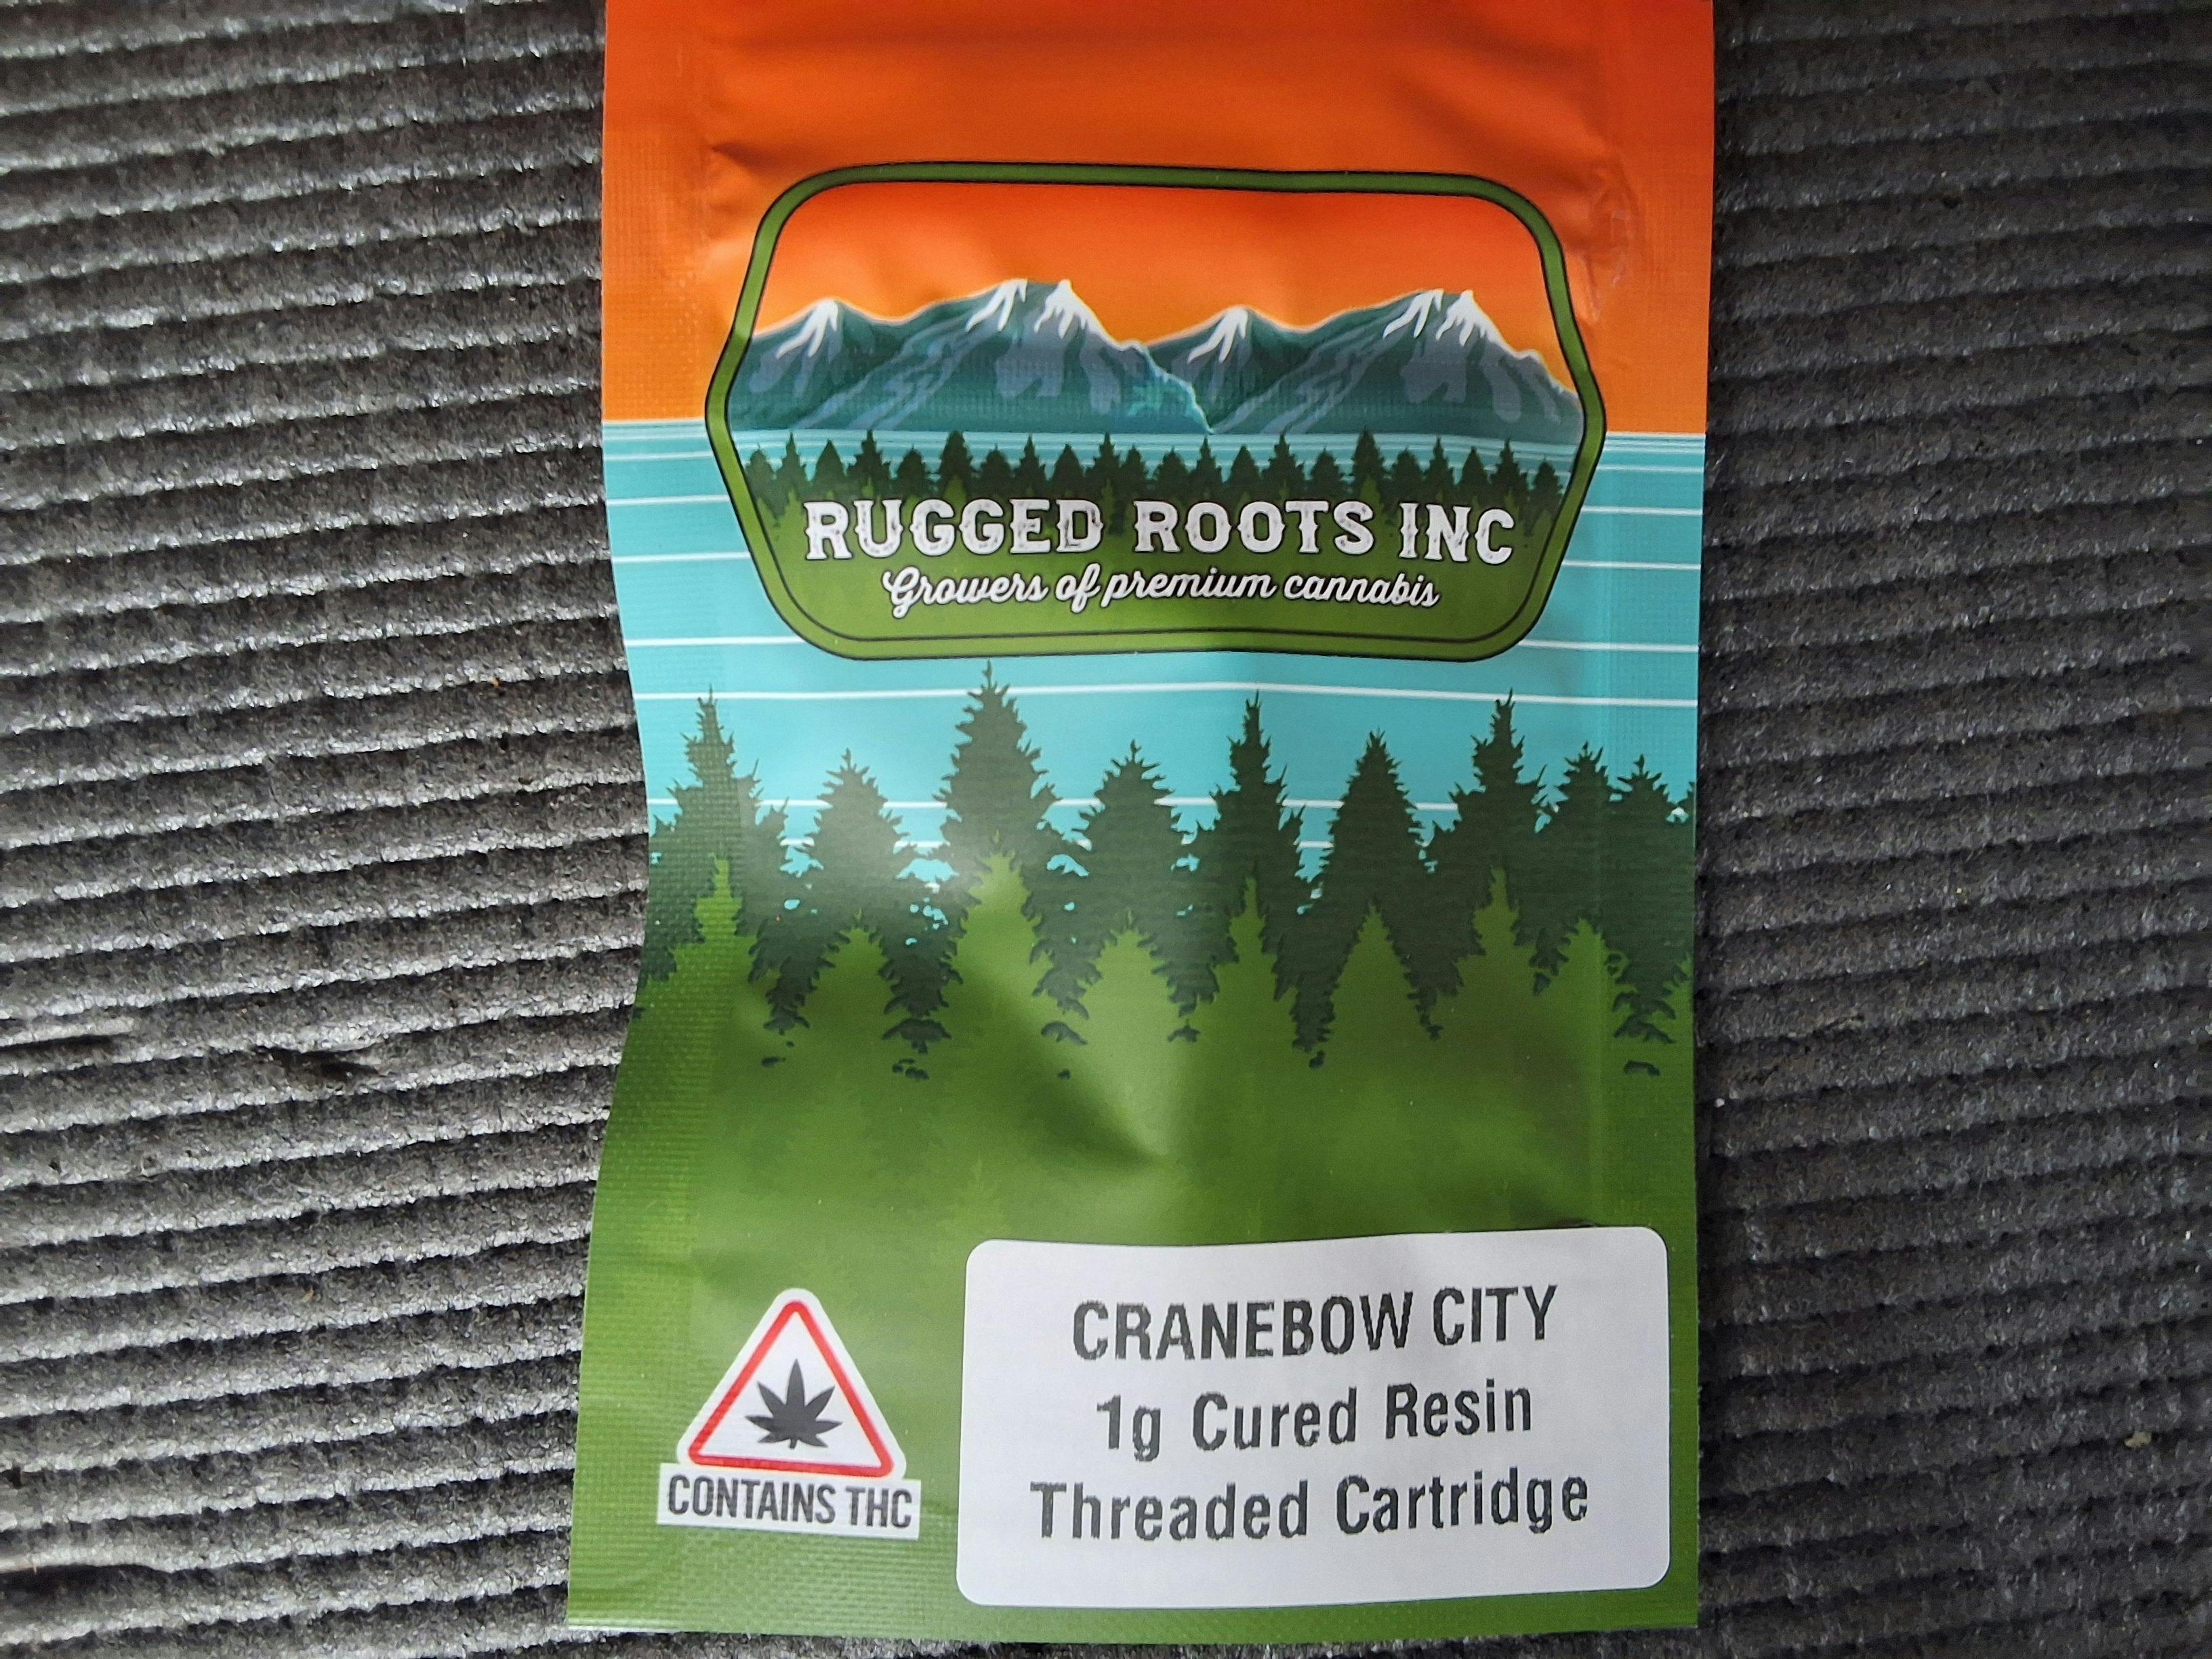 RUGGED ROOTS INC
Growers of premium cannabis
CRANEBOW CITY
1g Cured Resin
Threaded Cartridge
CONTAINS THC